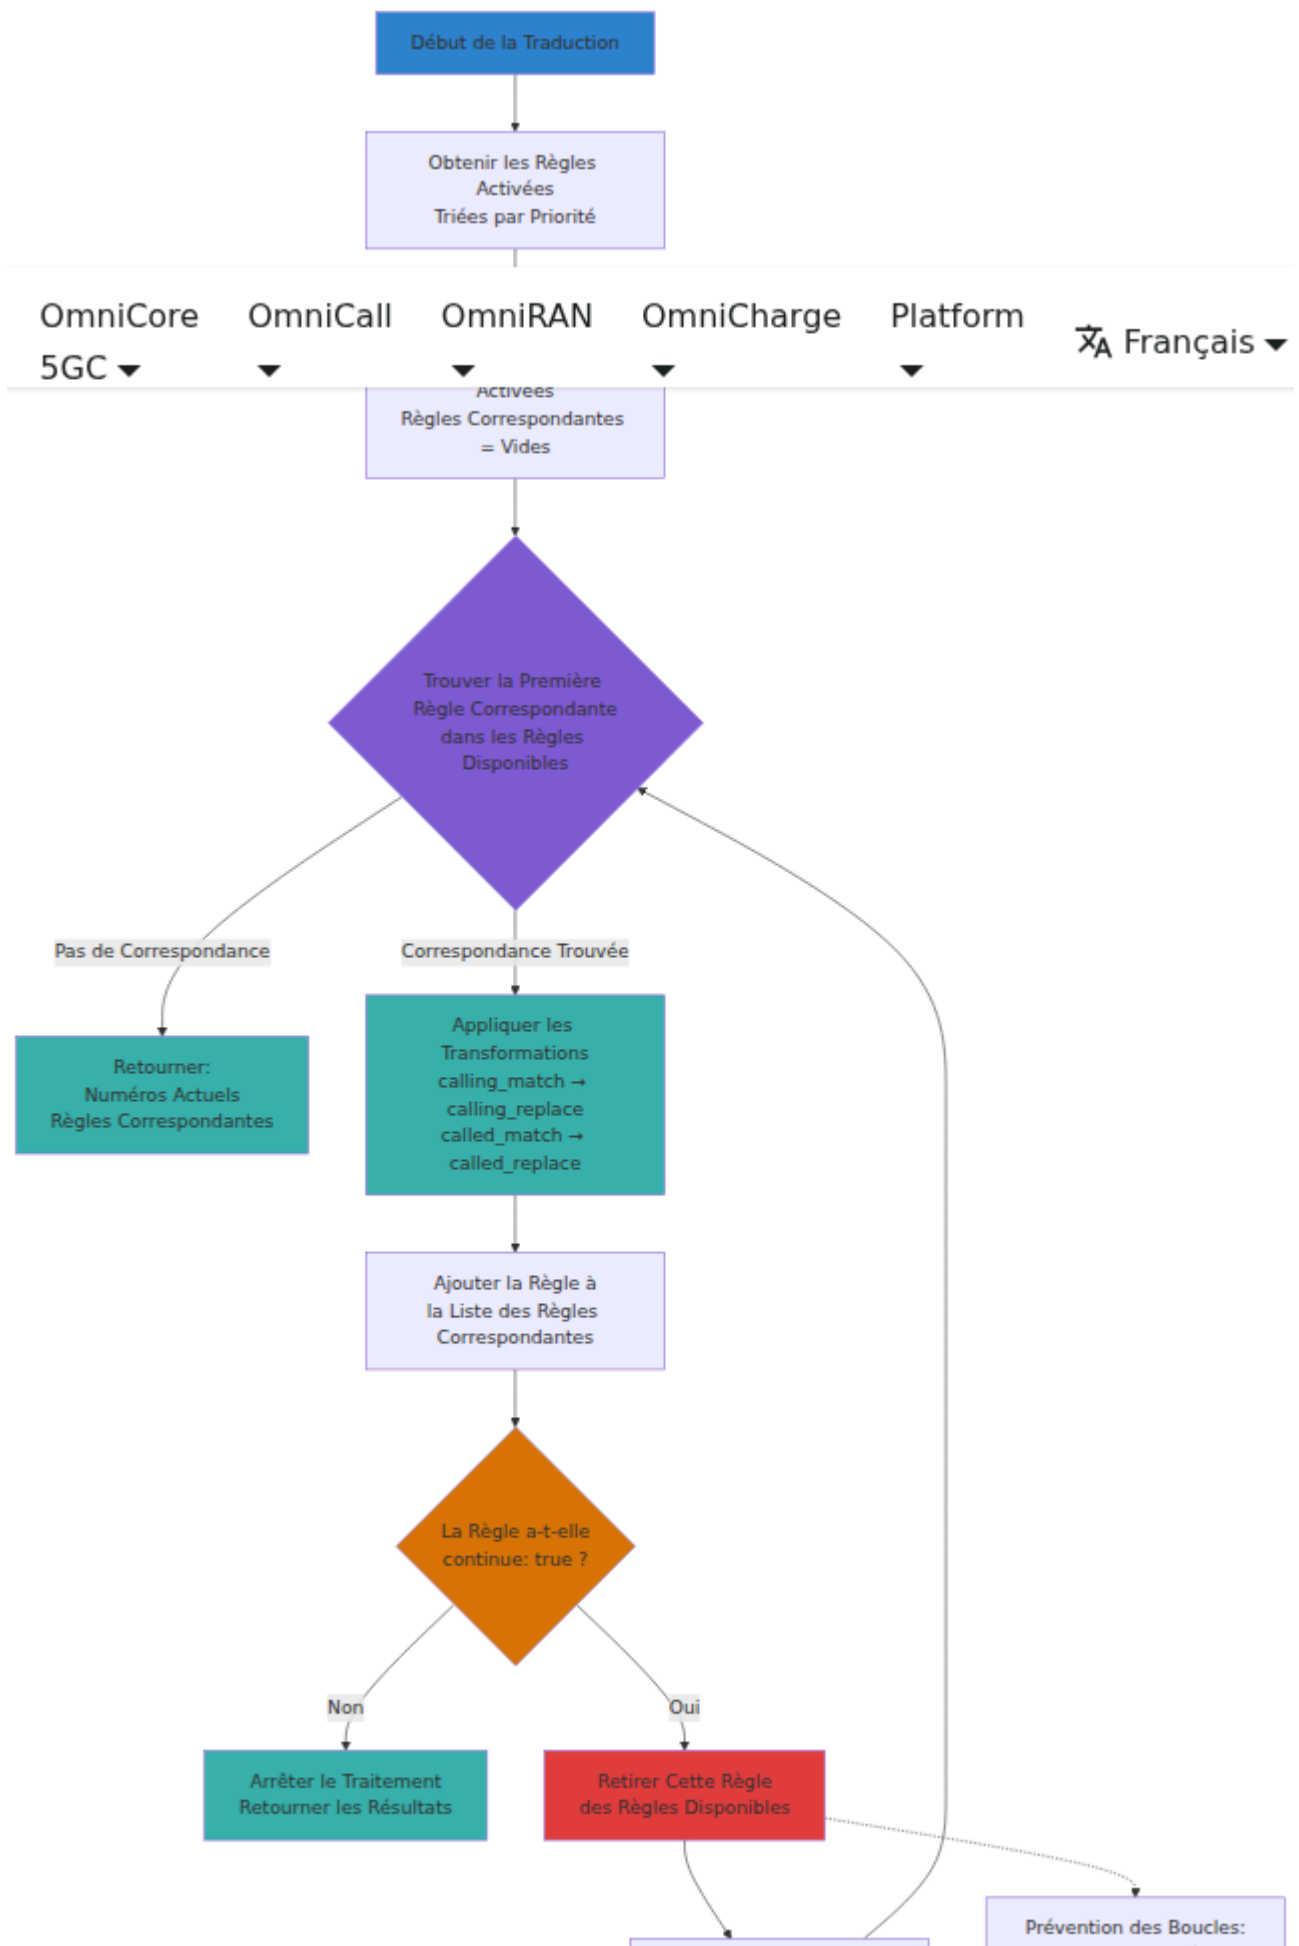 Début de la Traduction
Obtenir les Règles
Activées
Triées par Priorité
OmniCore
5GC
OmniCall
OmniRAN
OmniCharge
Platform
Français
Activées
Règles Correspondantes
= Vides
Trouver la Première
Règle Correspondante
dans les Règles
Disponibles
Pas de Correspondance
Correspondance Trouvée
Retourner:
Numéros Actuels
Règles Correspondantes
Appliquer les
Transformations
calling_match →
calling_replace
called_match →
called_replace
Ajouter la Règle à
la Liste des Règles
Correspondantes
La Règle a-t-elle
continue: true ?
Non
Oui
Arrêter le Traitement
Retourner les Résultats
Retirer Cette Règle
des Règles Disponibles
Prévention des Boucles: